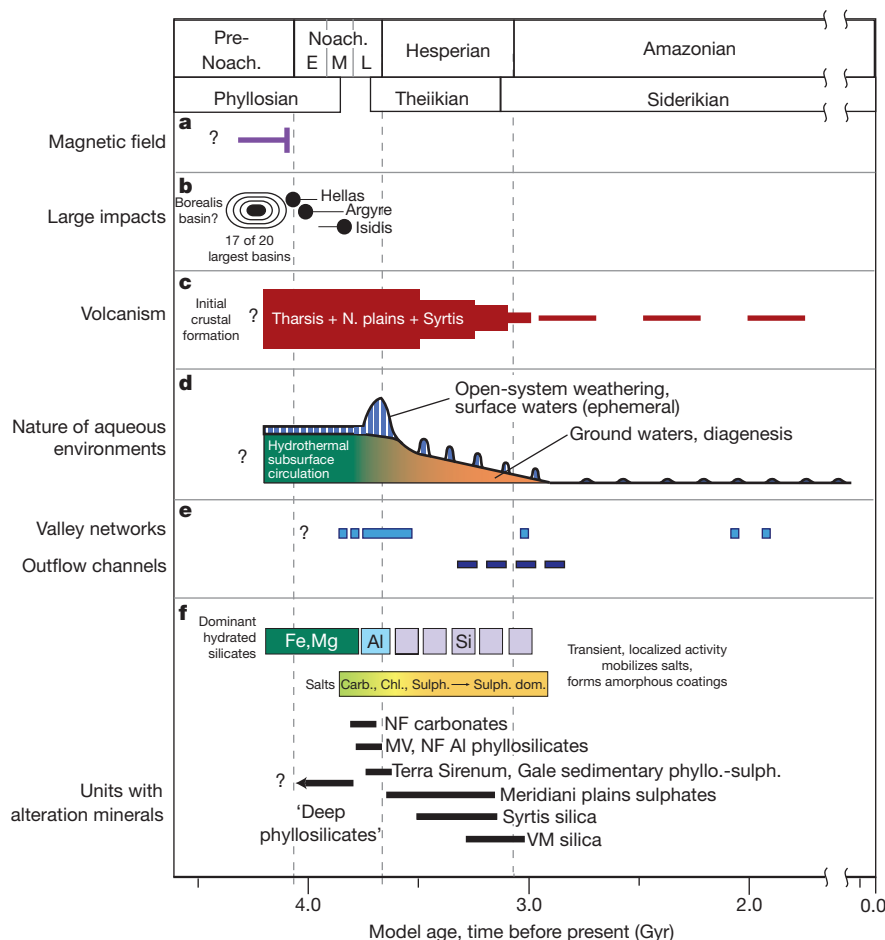 Pre-
Noach.
Noach.
E M L
Hesperian
Amazonian
Phyllosian
Theiikian
Siderikian
a
Magnetic field
?
b
Large impacts
Borealis
basin?
17 of 20
largest basins
Hellas
Argyre
Isidis
c
Volcanism
Initial
crustal
formation
?
Tharsis + N. plains + Syrtis
d
Nature of aqueous
environments
?
Hydrothermal
subsurface
circulation
Open-system weathering,
surface waters (ephemeral)
Ground waters, diagenesis
e
Valley networks
?
Outflow channels
f
Dominant
hydrated
silicates
Fe,Mg
Al
Si
Transient, localized activity
mobilizes salts,
forms amorphous coatings
Salts
Carb., Chl., Sulph. → Sulph. dom.
NF carbonates
MV, NF Al phyllosilicates
Terra Sirenum, Gale sedimentary phyllo.-sulph.
?
'Deep
phyllosilicates'
Units with
alteration minerals
Meridiani plains sulphates
Syrtis silica
VM silica
4.0 3.0 2.0 0.0
Model age, time before present (Gyr)